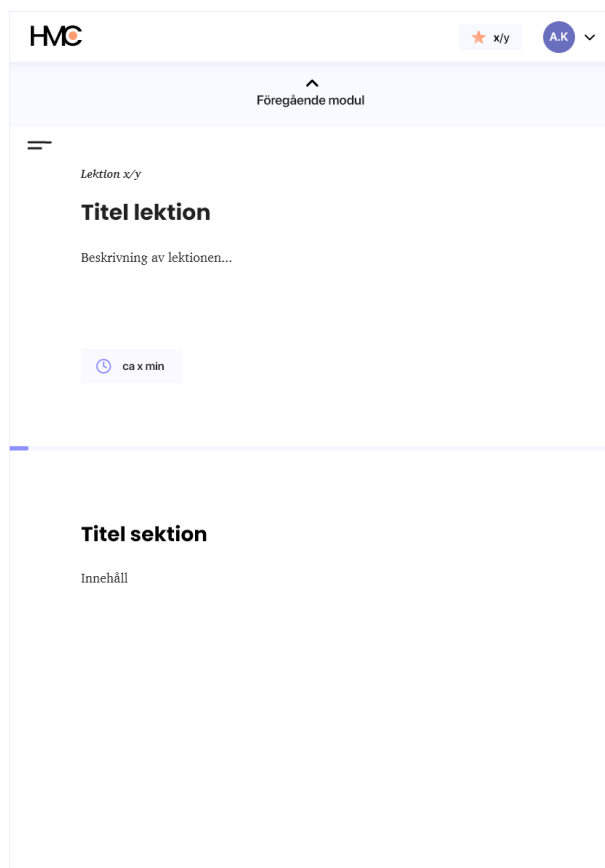 HMC
x/y
A.K
Föregående modul
Lektion x/y
Titel lektion
Beskrivning av lektionen...
ca x min
Titel sektion
Innehåll